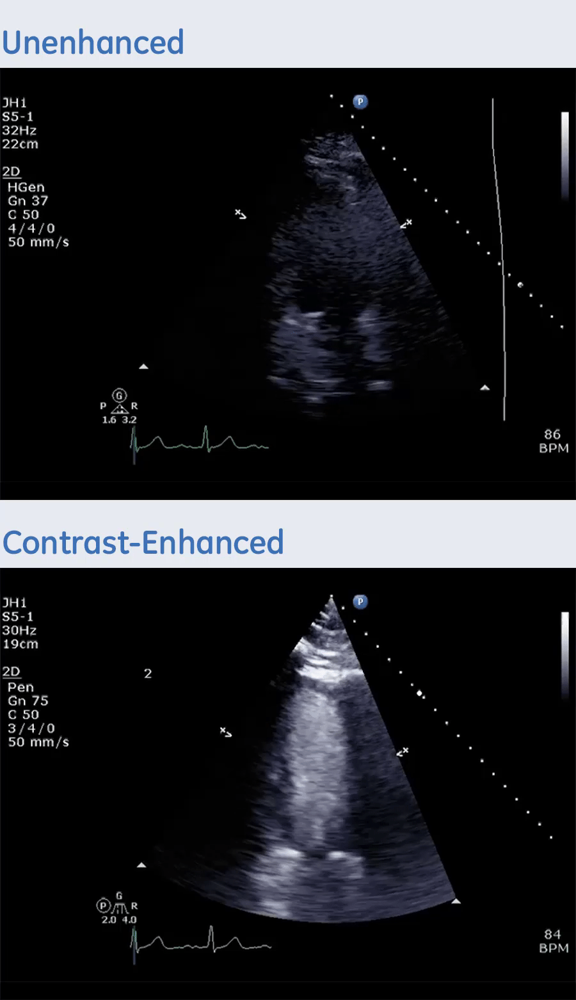 Unenhanced
JH1
S5-1
32Hz
22cm
2D
HGen
Gn 37
C 50
4/4/0
50 mm/s
P
G
P R
1.6 3.2
86
BPM
Contrast-Enhanced
JH1
S5-1
30Hz
19cm
2D
Pen
Gn 75
C 50
3/4/0
50 mm/s
P
2
G
P R
2.0 4.0
84
BPM